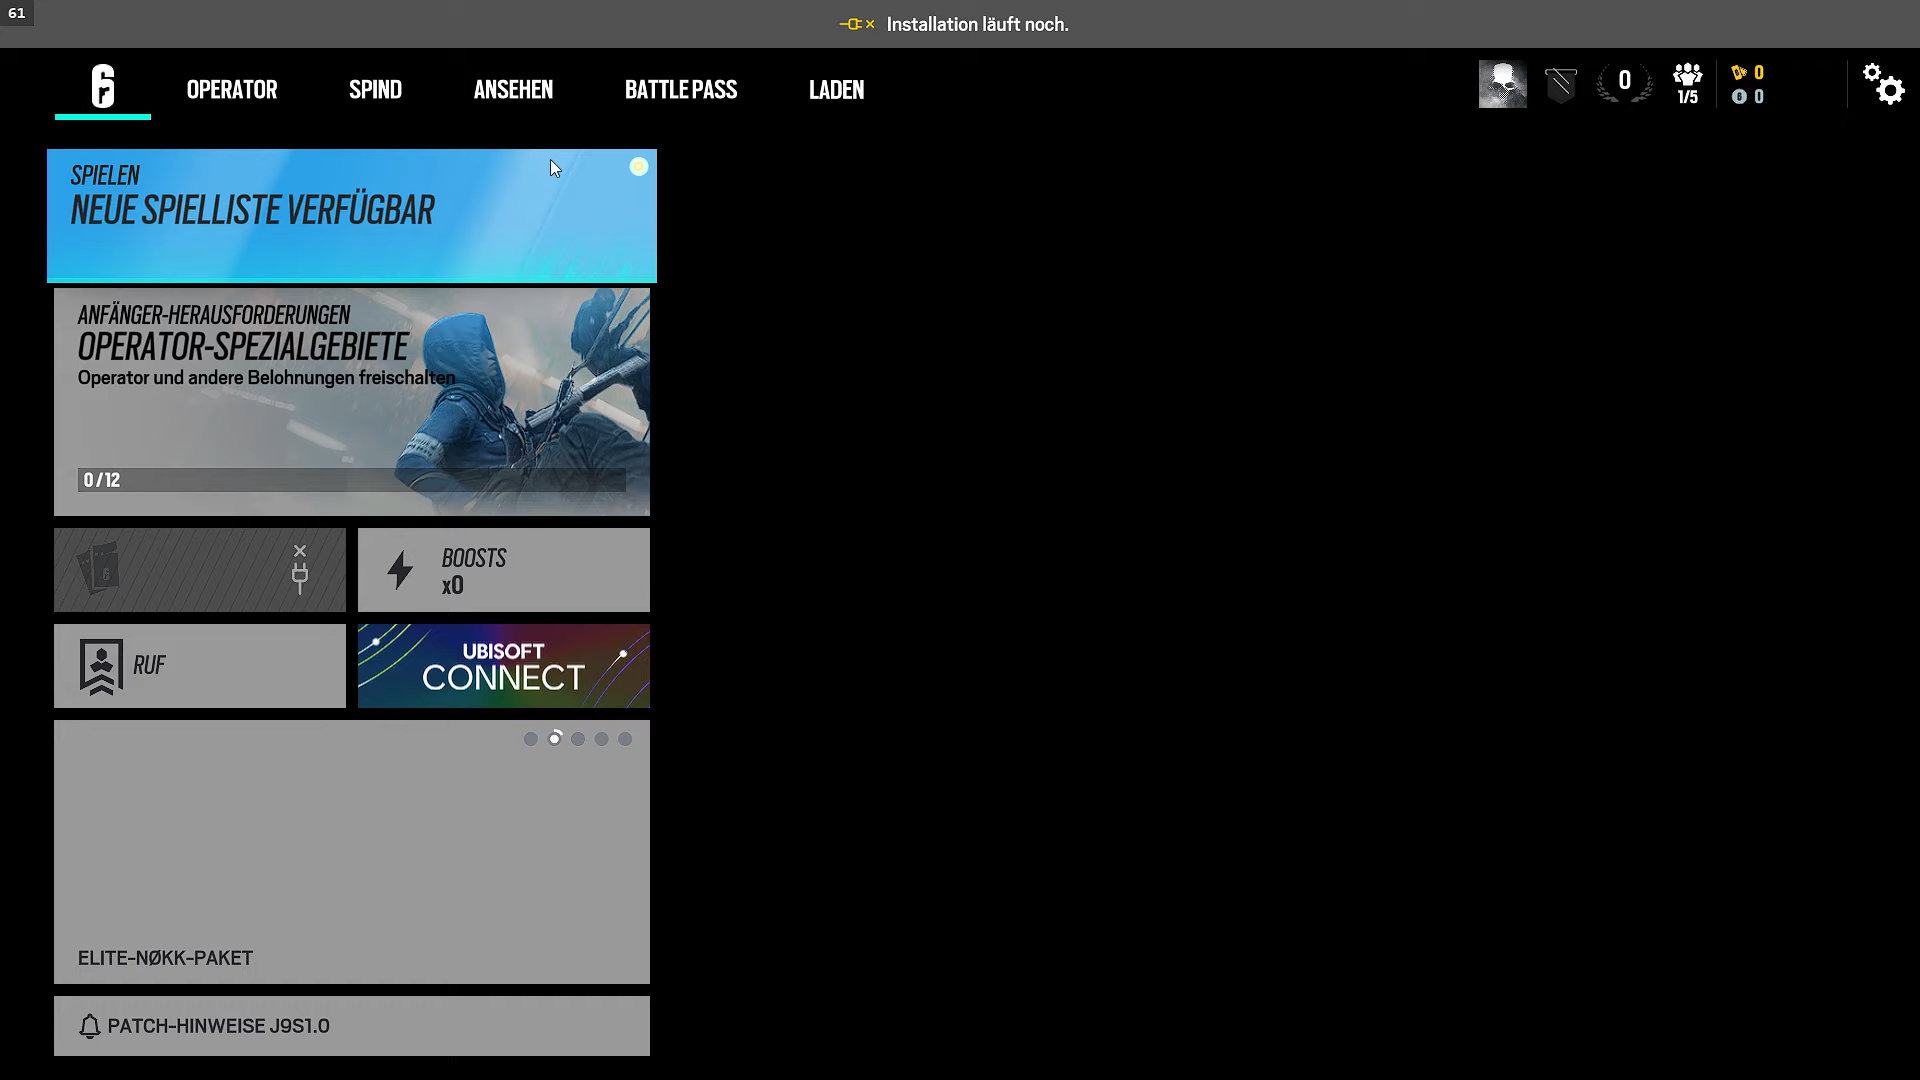 61
Installation läuft noch.
OPERATOR
SPIND
ANSEHEN
BATTLE PASS
LADEN
0
1/5
0
0
SPIELEN
NEUE SPIELLISTE VERFÜGBAR
ANFÄNGER-HERAUSFORDERUNGEN
OPERATOR-SPEZIALGEBIETE
Operator und andere Belohnungen freischalten
0/12
BOOSTS
x0
RUF
UBISOFT
CONNECT
ELITE-NØKK-PAKET
PATCH-HINWEISE J9S1.0